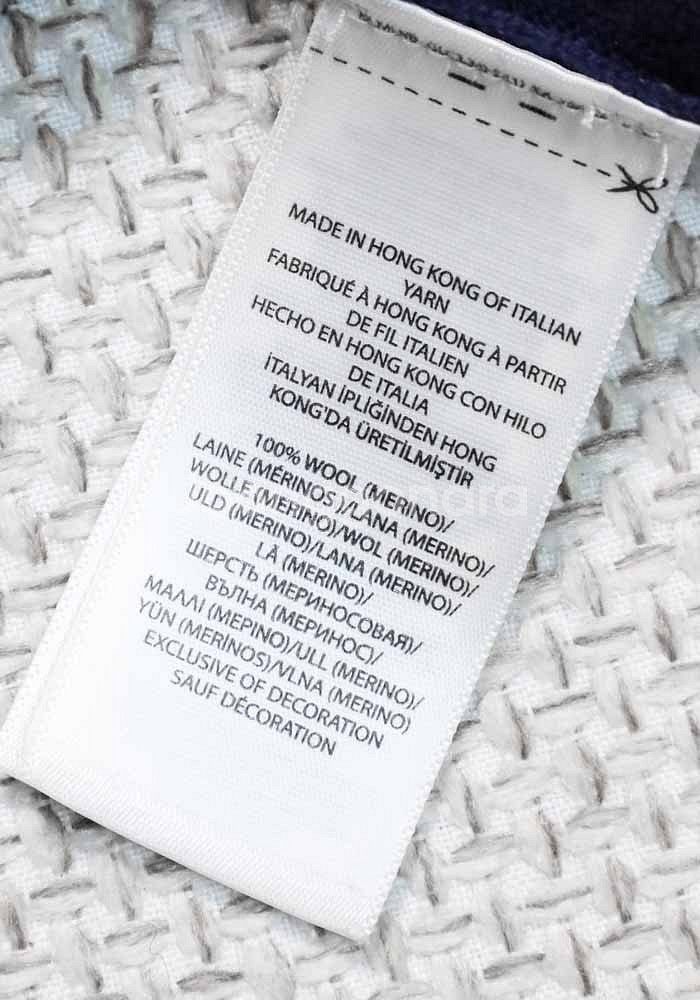 MADE IN HONG KONG OF ITALIAN
YARN
FABRIQUÉ À HONG KONG À PARTIR
DE FIL ITALIEN
HECHO EN HONG KONG CON HILO
DE ITALIA
İTALYAN İPLİĞİNDEN HONG
KONG'DA ÜRETİLMİŞTİR
100% WOOL (MERINO)/
LAINE (MÉRINOS )/LANA (MERINO)/
WOLLE (MERINO)/WOL (MERINO)/
ULD (MERINO)/LANA (MERINO)/
LÃ (MERINO)/
ШЕРСТЬ (МЕРИНОСОВАЯ)/
ВЪЛНА (МЕРИНОС)/
ΜΑΛΛΙ (ΜΕΡΙΝΟ)/ULL (MERINO)/
YÜN (MERINOS)/VLNA (MERINO)
EXCLUSIVE OF DECORATION
SAUF DÉCORATION